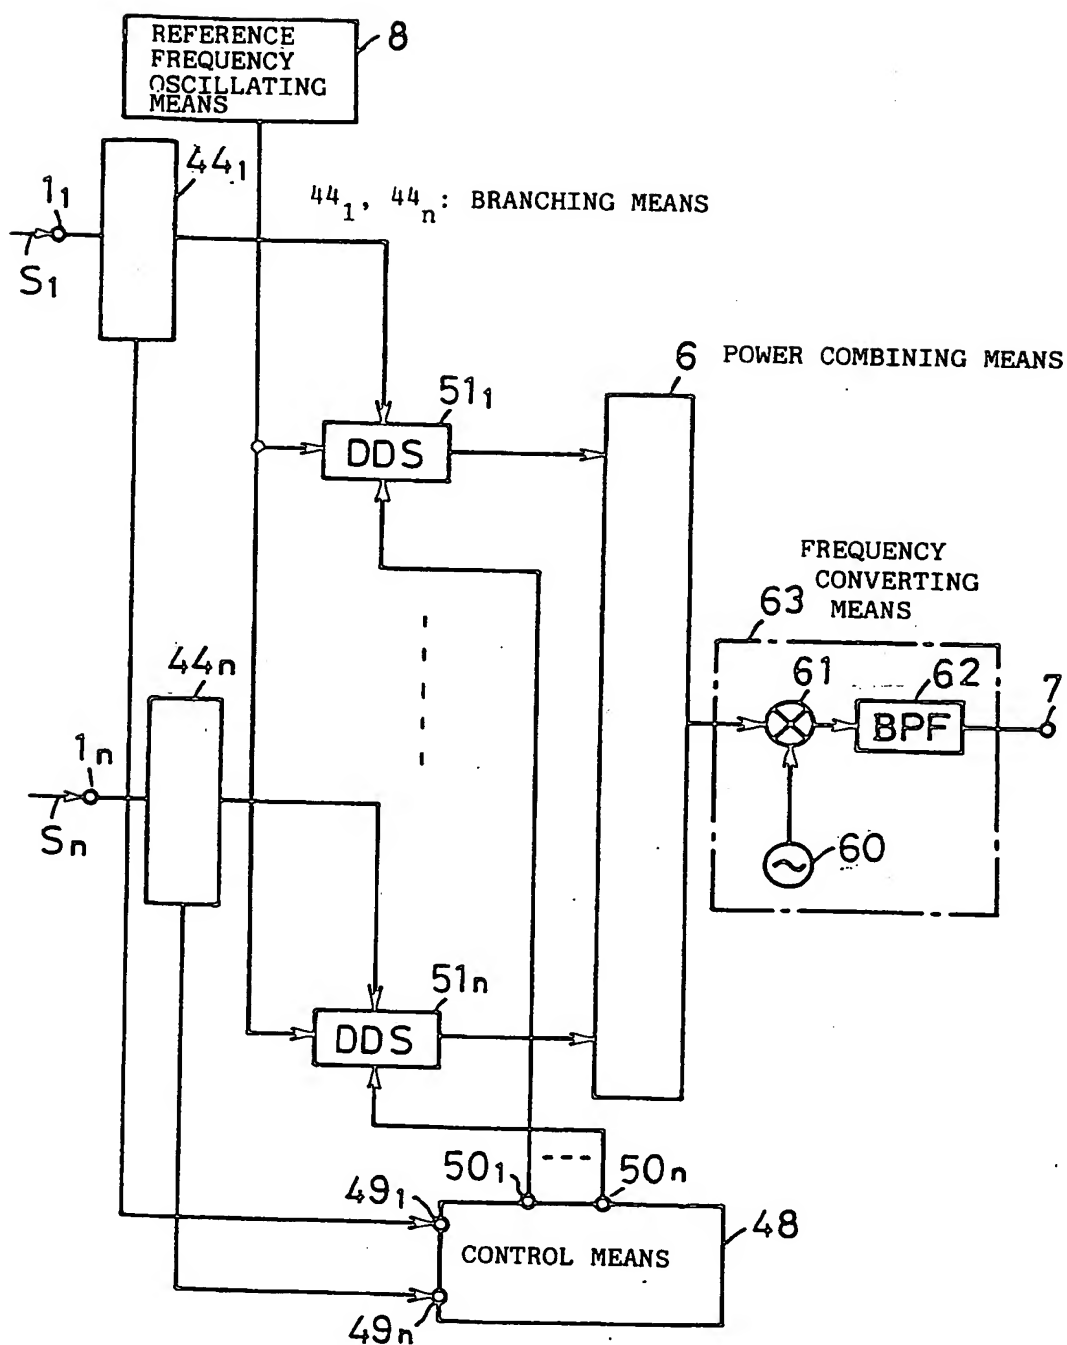 REFERENCE
FREQUENCY
OSCILLATING
MEANS
8
44₁
1₁
44₁, 44ₙ: BRANCHING MEANS
S₁
6 POWER COMBINING MEANS
51₁
DDS
FREQUENCY
CONVERTING
MEANS
63
44n
61
62
7
BPF
1n
Sn
60
51n
DDS
50₁
50n
49₁
48
CONTROL MEANS
49n